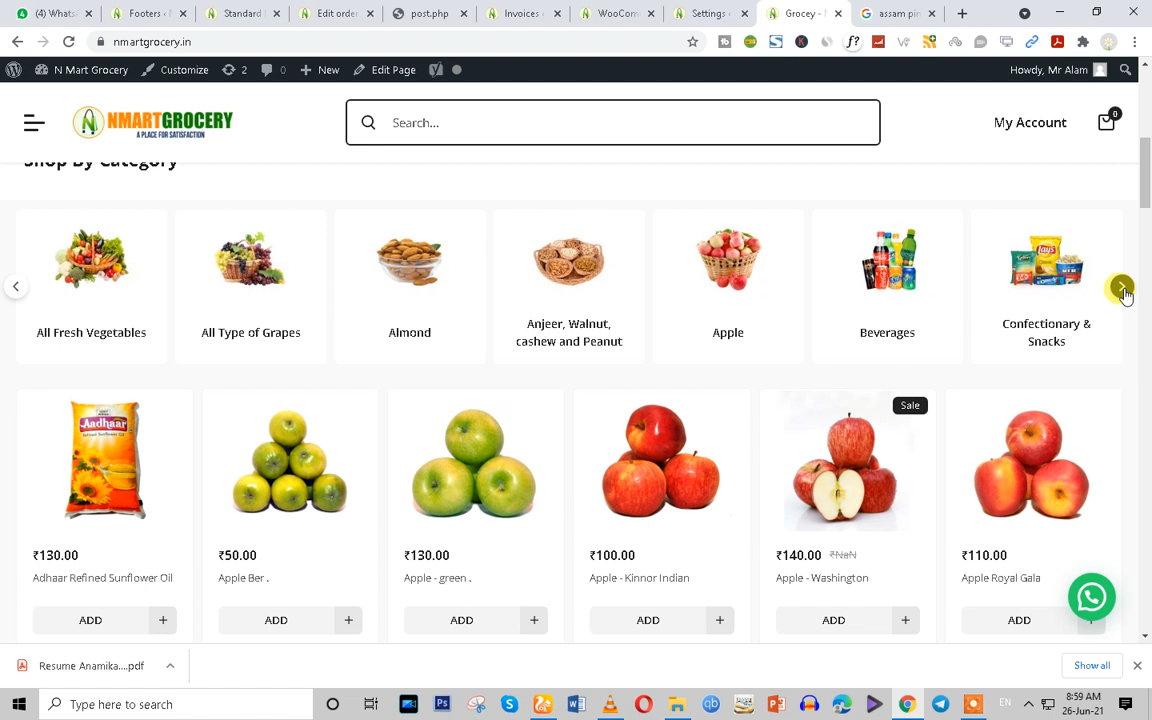 (4) Whats
Footers ‹ N
Standard I
Edit order
post.php
Invoices ‹
WooCom
Settings ‹
Grocey - N
assam pin
nmartgrocery.in
N Mart Grocery
Customize
2
0
New
Edit Page
Howdy, Mr Alam
NMARTGROCERY
A PLACE FOR SATISFACTION
Search...
My Account
0
Shop By Category
All Fresh Vegetables
All Type of Grapes
Almond
Anjeer, Walnut,
cashew and Peanut
Apple
Beverages
Confectionary &
Snacks
Lay's
Aadhaar
Sale
₹130.00
₹50.00
₹130.00
₹100.00
₹140.00 ₹NaN
₹110.00
Adhaar Refined Sunflower Oil
Apple Ber .
Apple - green .
Apple - Kinnor Indian
Apple - Washington
Apple Royal Gala
ADD +
ADD +
ADD +
ADD +
ADD +
ADD +
Resume Anamika....pdf
Show all
Type here to search
EN
8:59 AM
26-Jun-21